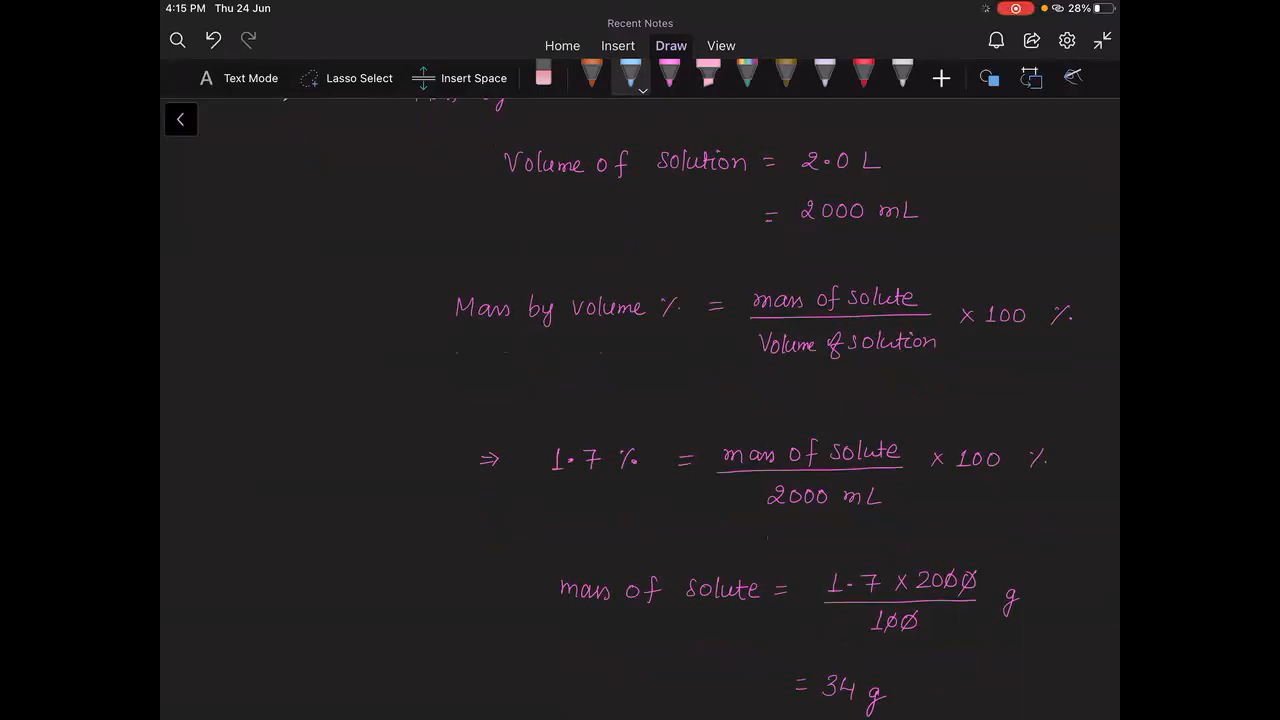 4:15 PM Thu 24 Jun
28%
Recent Notes
Home Insert Draw View
Text Mode Lasso Select Insert Space
Volume of solution = 2.0 L
= 2000 mL
Mass by volume % = mass of solute / Volume of solution × 100 %
⇒ 1.7 % = mass of solute / 2000 mL × 100 %
mass of solute = 1.7 × 2000 / 100 g
= 34 g